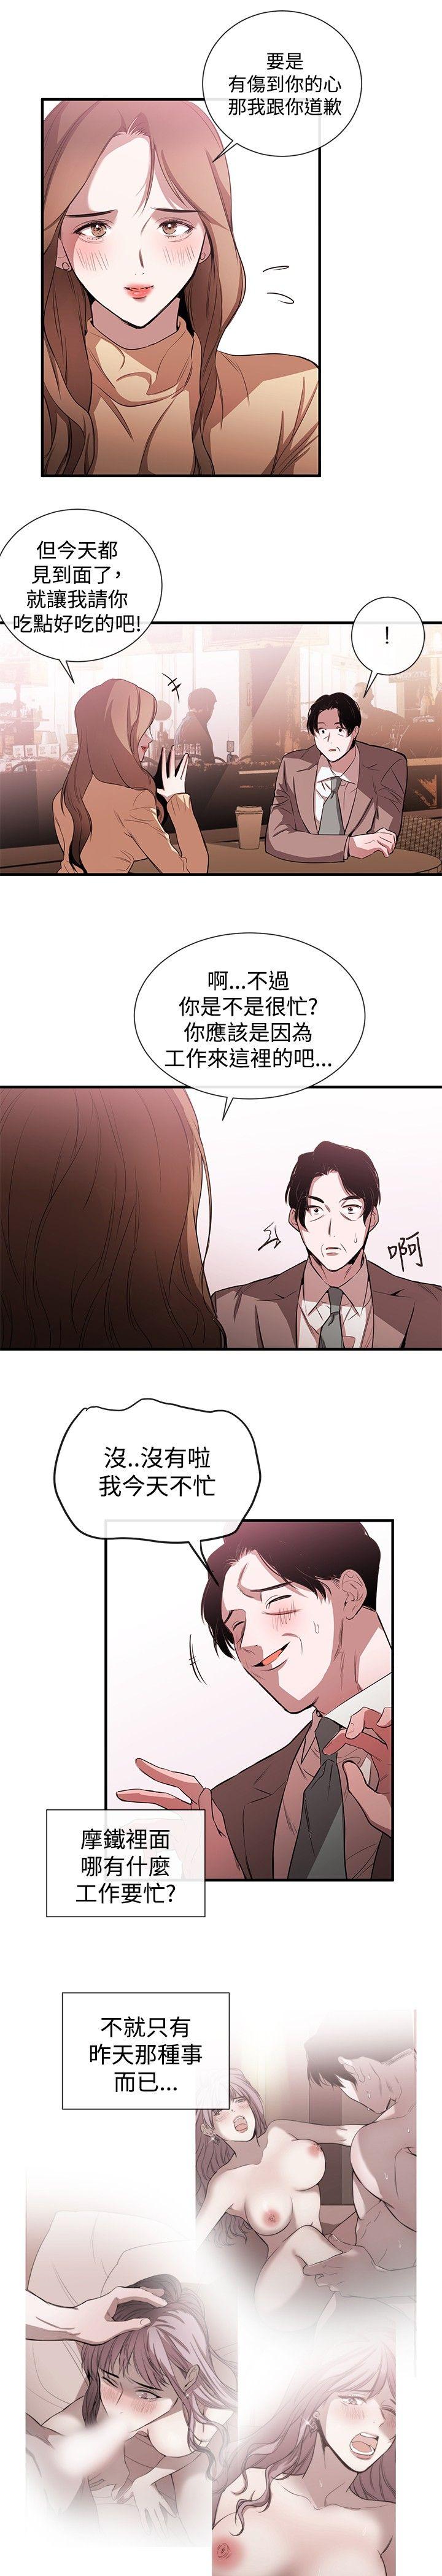 要是
有傷到你的心
那我跟你道歉
但今天都
見到面了,
就讓我請你
吃點好吃的吧!
!
啊...不過
你是不是很忙?
你應該是因為
工作來這裡的吧...
啊
沒..沒有啦
我今天不忙
摩鐵裡面
哪有什麼
工作要忙?
不就只有
昨天那種事
而已...